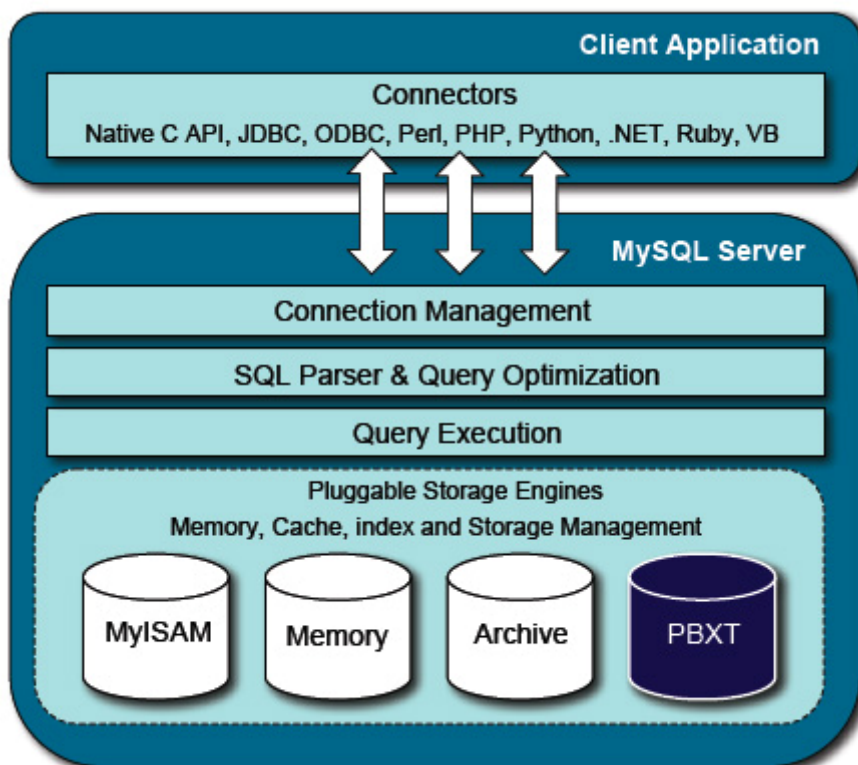 Client Application
Connectors
Native C API, JDBC, ODBC, Perl, PHP, Python, .NET, Ruby, VB
MySQL Server
Connection Management
SQL Parser & Query Optimization
Query Execution
Pluggable Storage Engines
Memory, Cache, index and Storage Management
MyISAM
Memory
Archive
PBXT